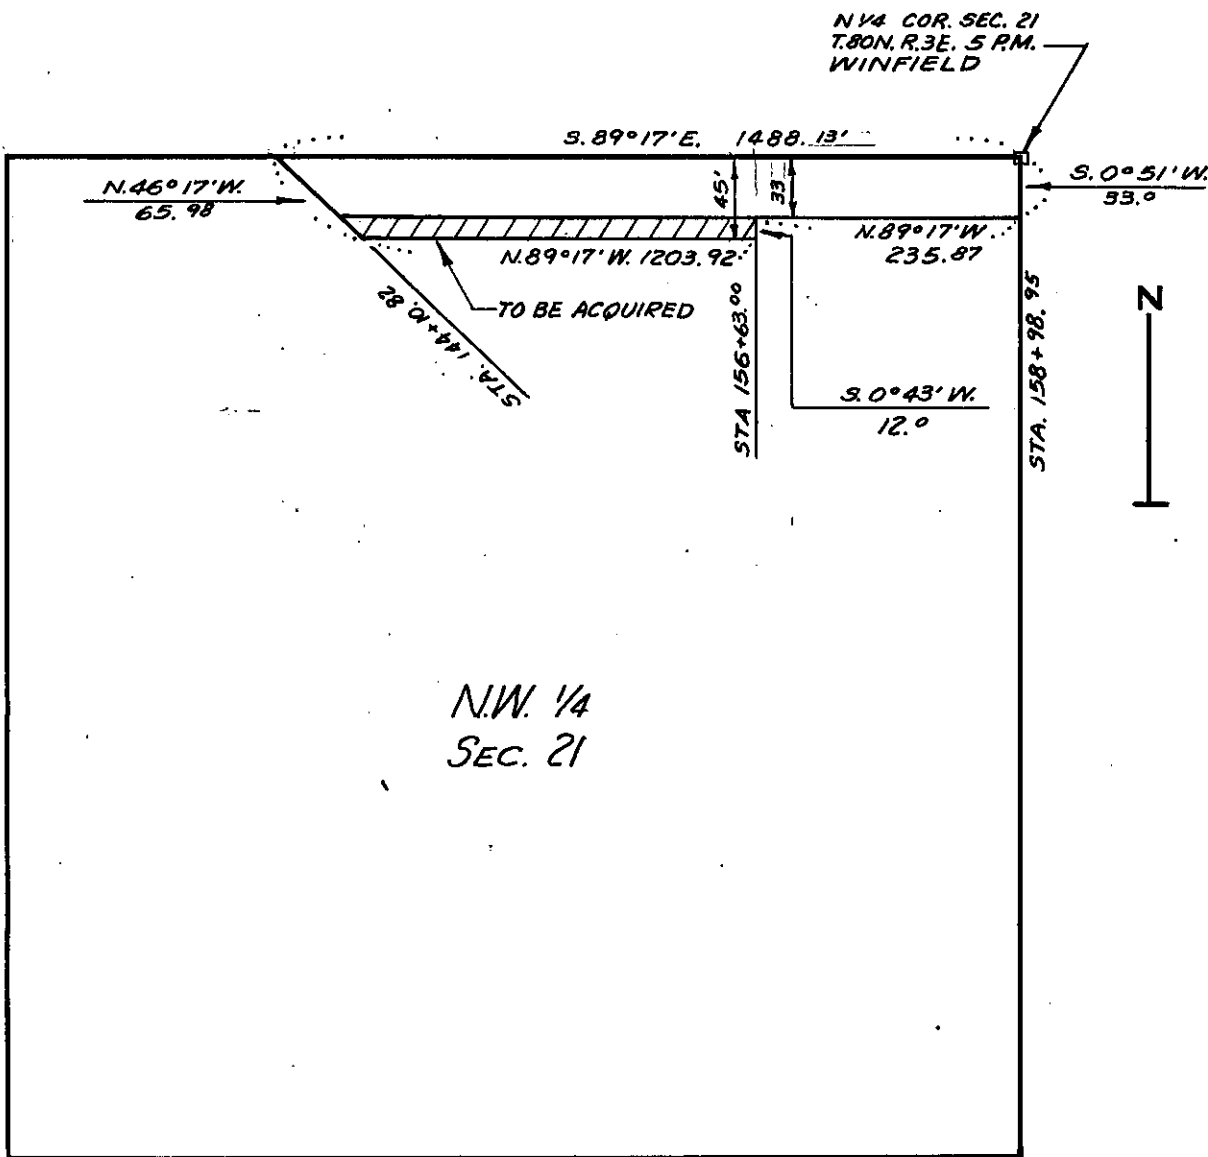 N 1/4 COR. SEC. 21
T.80N. R.3E. 5 P.M.
WINFIELD
S. 89°17' E. 1488.13'
N. 46°17' W.
65.98
45'
33
S. 0°51' W.
33.0
N. 89°17' W
235.87
N. 89°17' W. 1203.92
TO BE ACQUIRED
STA. 144+10.82
STA 156+63.00
S. 0°43' W.
12.0
STA. 158+98.95
N
N.W. 1/4
SEC. 21